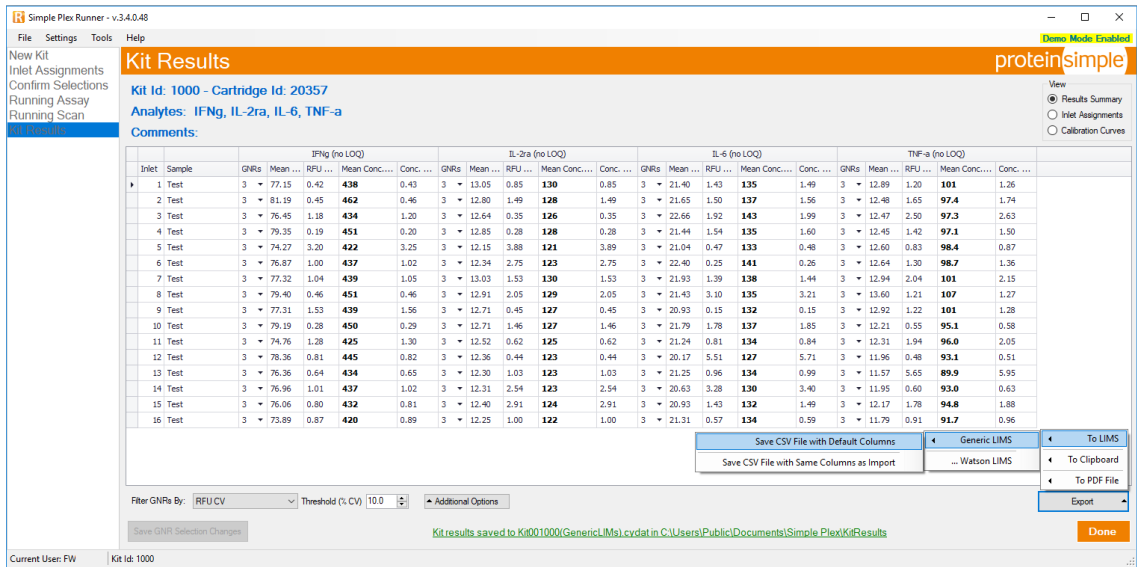 Simple Plex Runner - v.3.4.0.48
File Settings Tools Help
Demo Mode Enabled
New Kit
Inlet Assignments
Confirm Selections
Running Assay
Running Scan
Kit Results
Kit Results
protein(simple)
Kit Id: 1000 - Cartridge Id: 20357
Analytes: IFNg, IL-2ra, IL-6, TNF-a
Comments:
View
Results Summary
Inlet Assignments
Calibration Curves
IFNg (no LOQ) IL-2ra (no LOQ) IL-6 (no LOQ) TNF-a (no LOQ)
Inlet Sample GNRs Mean ... RFU ... Mean Conc.... Conc. ... GNRs Mean ... RFU ... Mean Conc.... Conc. ... GNRs Mean ... RFU ... Mean Conc.... Conc. ... GNRs Mean ... RFU ... Mean Conc.... Conc. ...
1 Test 3 77.15 0.42 438 0.43 3 13.05 0.85 130 0.85 3 21.40 1.43 135 1.49 3 12.89 1.20 101 1.26
2 Test 3 81.19 0.45 462 0.46 3 12.80 1.49 128 1.49 3 21.65 1.50 137 1.56 3 12.48 1.65 97.4 1.74
3 Test 3 76.45 1.18 434 1.20 3 12.64 0.35 126 0.35 3 22.66 1.92 143 1.99 3 12.47 2.50 97.3 2.63
4 Test 3 79.35 0.19 451 0.20 3 12.85 0.28 128 0.28 3 21.44 1.54 135 1.60 3 12.45 1.42 97.1 1.50
5 Test 3 74.27 3.20 422 3.25 3 12.15 3.88 121 3.89 3 21.04 0.47 133 0.48 3 12.60 0.83 98.4 0.87
6 Test 3 76.87 1.00 437 1.02 3 12.34 2.75 123 2.75 3 22.40 0.25 141 0.26 3 12.64 1.30 98.7 1.36
7 Test 3 77.32 1.04 439 1.05 3 13.03 1.53 130 1.53 3 21.93 1.39 138 1.44 3 12.94 2.04 101 2.15
8 Test 3 79.40 0.46 451 0.46 3 12.91 2.05 129 2.05 3 21.43 3.10 135 3.21 3 13.60 1.21 107 1.27
9 Test 3 77.31 1.53 439 1.56 3 12.71 0.45 127 0.45 3 20.93 0.15 132 0.15 3 12.92 1.22 101 1.28
10 Test 3 79.19 0.28 450 0.29 3 12.71 1.46 127 1.46 3 21.79 1.78 137 1.85 3 12.21 0.55 95.1 0.58
11 Test 3 74.76 1.28 425 1.30 3 12.52 0.62 125 0.62 3 21.24 0.81 134 0.84 3 12.31 1.94 96.0 2.05
12 Test 3 78.36 0.81 445 0.82 3 12.36 0.44 123 0.44 3 20.17 5.51 127 5.71 3 11.96 0.48 93.1 0.51
13 Test 3 76.36 0.64 434 0.65 3 12.30 1.03 123 1.03 3 21.25 0.96 134 0.99 3 11.57 5.65 89.9 5.95
14 Test 3 76.96 1.01 437 1.02 3 12.31 2.54 123 2.54 3 20.63 3.28 130 3.40 3 11.95 0.60 93.0 0.63
15 Test 3 76.06 0.80 432 0.81 3 12.40 2.91 124 2.91 3 20.93 1.43 132 1.49 3 12.17 1.78 94.8 1.88
16 Test 3 73.89 0.87 420 0.89 3 12.25 1.00 122 1.00 3 21.31 0.57 134 0.59 3 11.79 0.91 91.7 0.96
Save CSV File with Default Columns Generic LIMS To LIMS
Save CSV File with Same Columns as Import ... Watson LIMS To Clipboard
To PDF File
Filter GNRs By: RFU CV Threshold (% CV) 10.0 Additional Options Export
Save GNR Selection Changes Kit results saved to Kit001000(GenericLIMs).cydat in C:\Users\Public\Documents\Simple Plex\KitResults Done
Current User: FW Kit Id: 1000